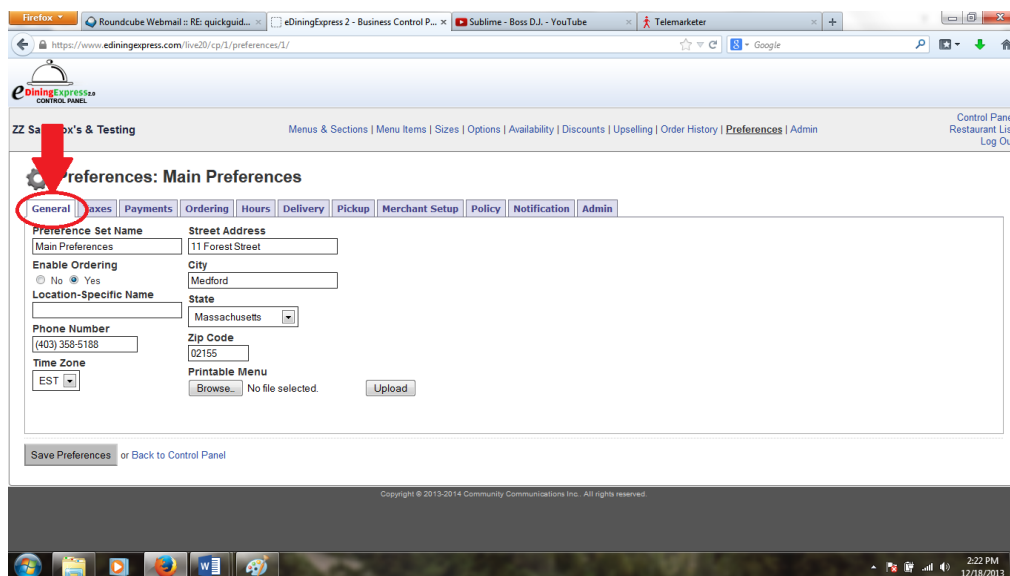 Firefox
Roundcube Webmail :: RE: quickguid... × eDiningExpress 2 - Business Control P... × Sublime - Boss D.J. - YouTube × Telemarketer × +
https://www.ediningexpress.com/live20/cp/1/preferences/1/ Google
eDiningExpress2.0
CONTROL PANEL
Control Pane
ZZ Sa ox's & Testing Menus & Sections | Menu Items | Sizes | Options | Availability | Discounts | Upselling | Order History | Preferences | Admin Restaurant Lis
Log Ou
Preferences: Main Preferences
General Taxes Payments Ordering Hours Delivery Pickup Merchant Setup Policy Notification Admin
Preference Set Name Street Address
Main Preferences 11 Forest Street
Enable Ordering City
No Yes Medford
Location-Specific Name State
Massachusetts
Phone Number Zip Code
(403) 358-5188 02155
Time Zone Printable Menu
EST Browse... No file selected. Upload
Save Preferences or Back to Control Panel
Copyright © 2013-2014 Community Communications Inc. All rights reserved.
2:22 PM
12/18/2013